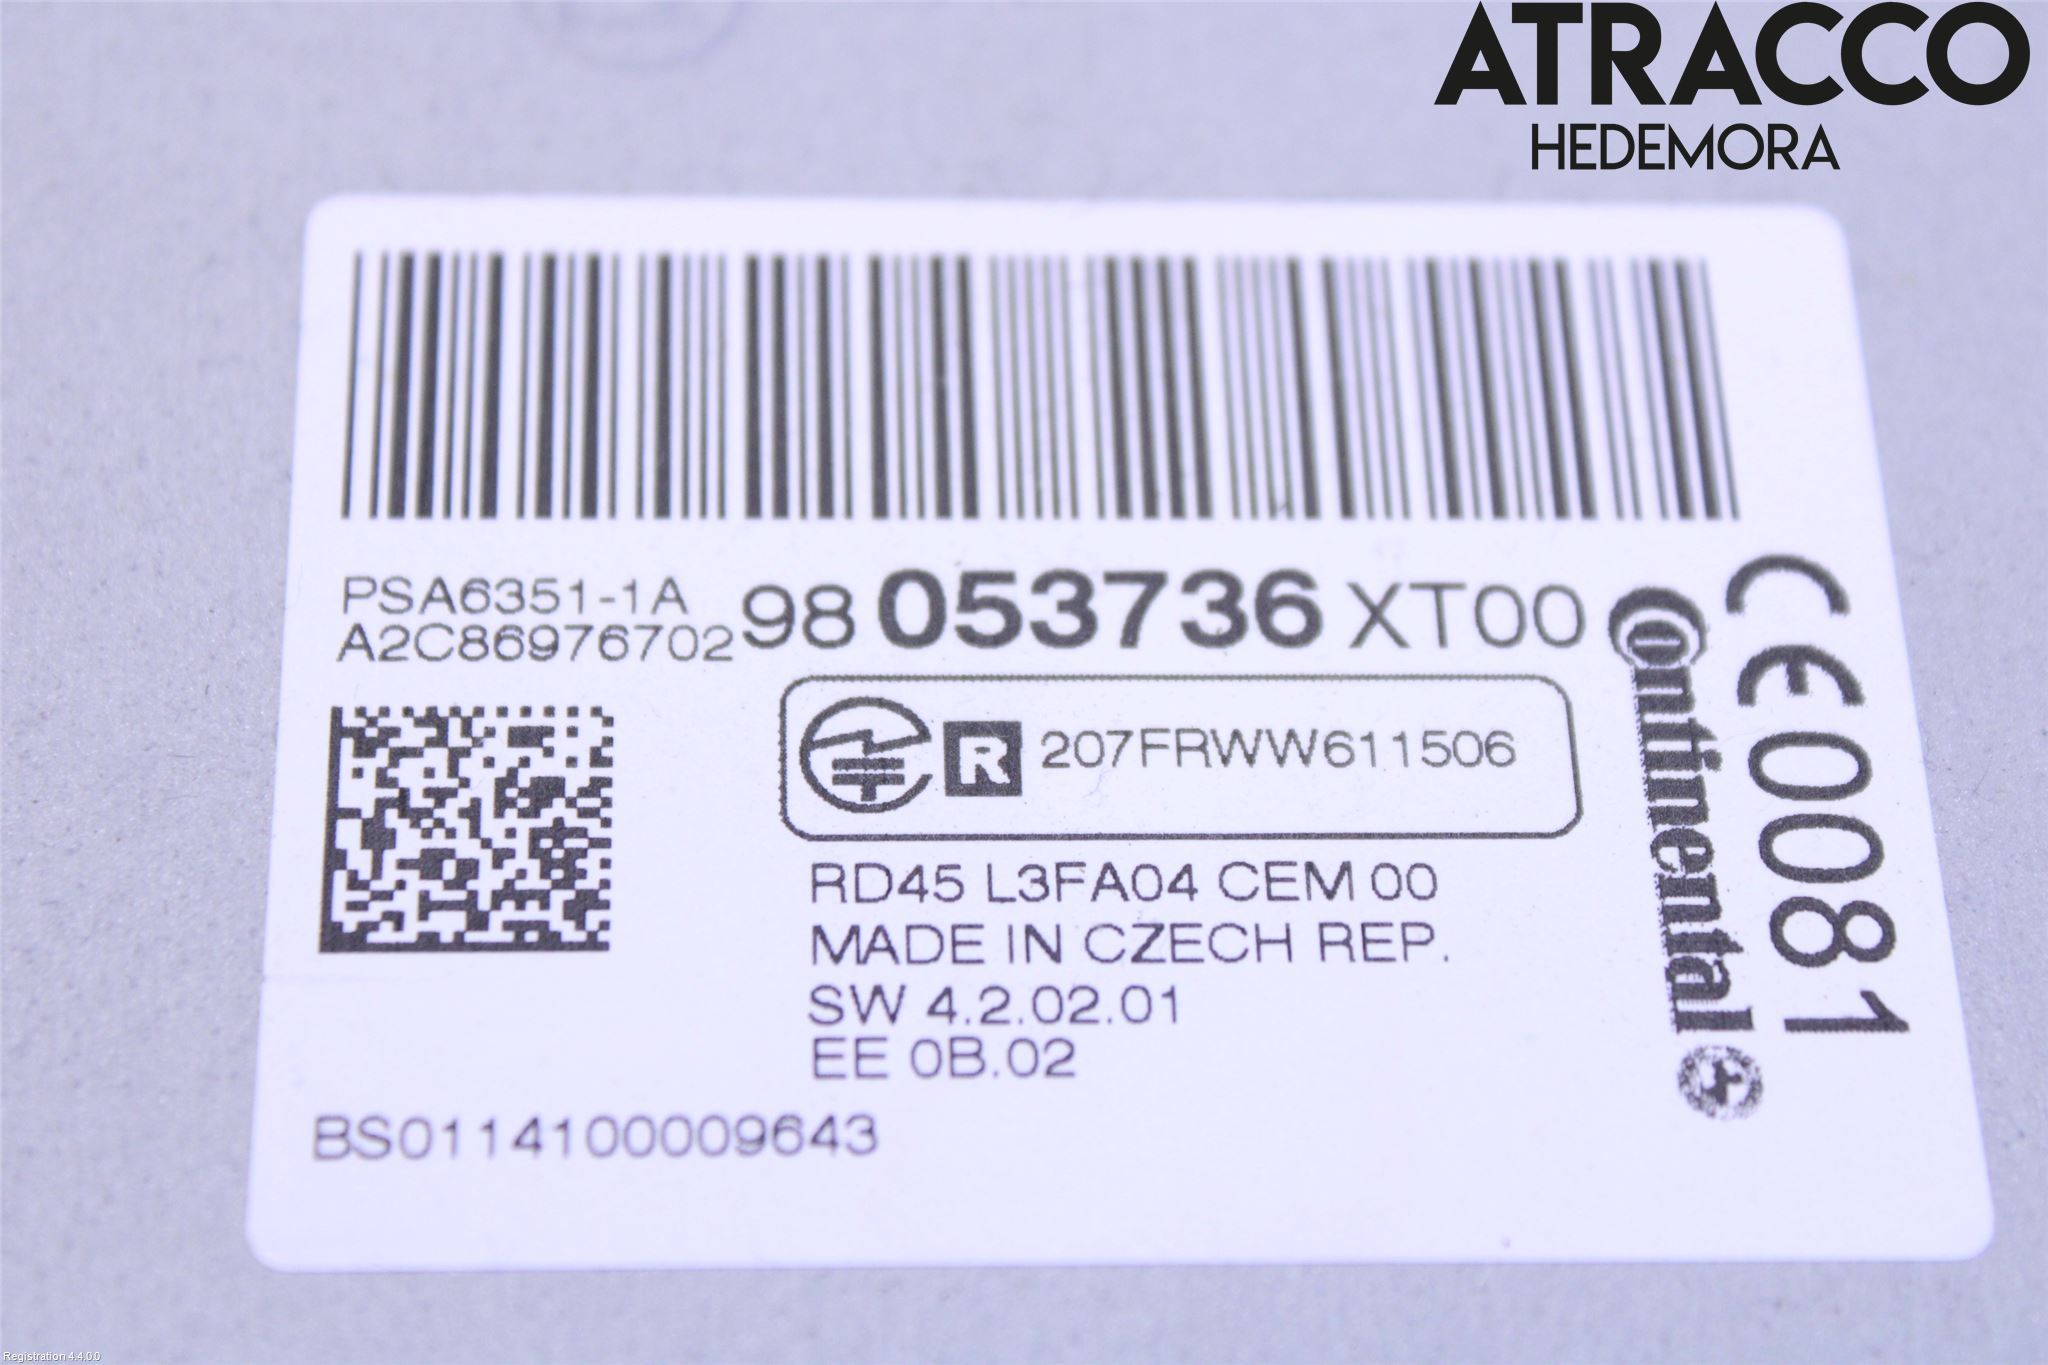 ATRACCO
HEDEMORA
PSA6351-1A
A2C86976702
98 053736 XT00
R 207FRWW611506
RD45 L3FA04 CEM 00
MADE IN CZECH REP.
SW 4.2.02.01
EE 0B.02
BS0114100009643
Continental
CE0081
Registration 4.4.0.0